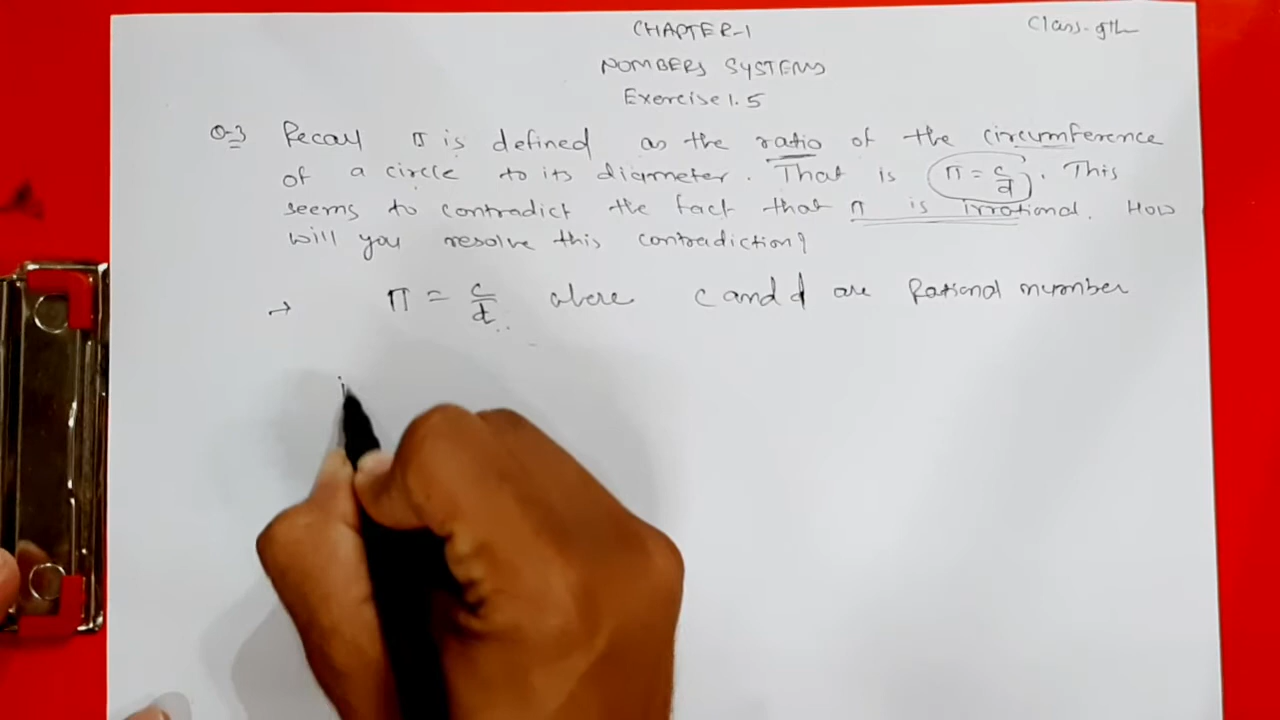 CHAPTER-1
Class-9th
NUMBERS SYSTEMS
Exercise 1.5
Q-3 Recall π is defined as the ratio of the circumference
of a circle to its diameter. That is π = c/d. This
seems to contradict the fact that π is irrational. How
will you resolve this contradiction?
→ π = c/d where c and d are Rational number